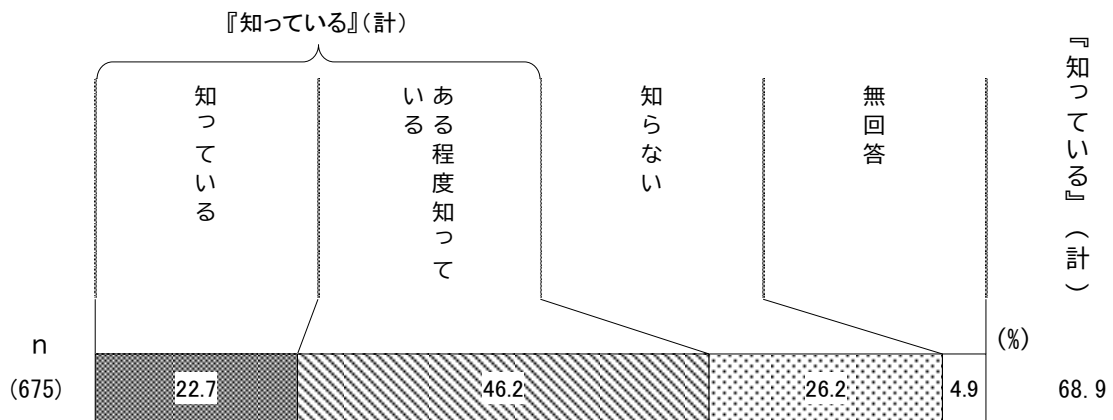 『知っている』(計)
知っている
ある程度知って
いる
知らない
無回答
『知っている』(計)
(%)
n
(675)
22.7
46.2
26.2
4.9
68.9